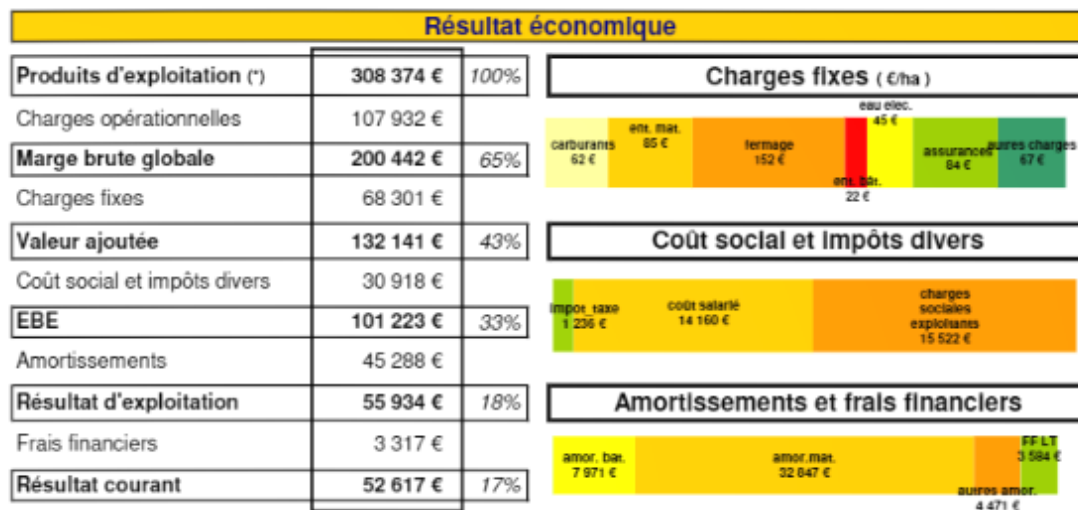 Résultat économique
Produits d'exploitation (*) 308 374 € 100%
Charges opérationnelles 107 932 €
Marge brute globale 200 442 € 65%
Charges fixes 68 301 €
Valeur ajoutée 132 141 € 43%
Coût social et impôts divers 30 918 €
EBE 101 223 € 33%
Amortissements 45 288 €
Résultat d'exploitation 55 934 € 18%
Frais financiers 3 317 €
Résultat courant 52 617 € 17%
Charges fixes ( €/ha )
carburants
62 €
ent. mat.
85 €
fermage
152 €
ent. bât.
22 €
eau elec.
45 €
assurances
84 €
autres charges
67 €
Coût social et Impôts divers
impot_taxe
1 236 €
coût salarié
14 160 €
charges
sociales
exploitants
15 522 €
Amortissements et frais financiers
amor. bat.
7 971 €
amor.mat.
32 847 €
autres amor.
4 471 €
FF LT
3 584 €